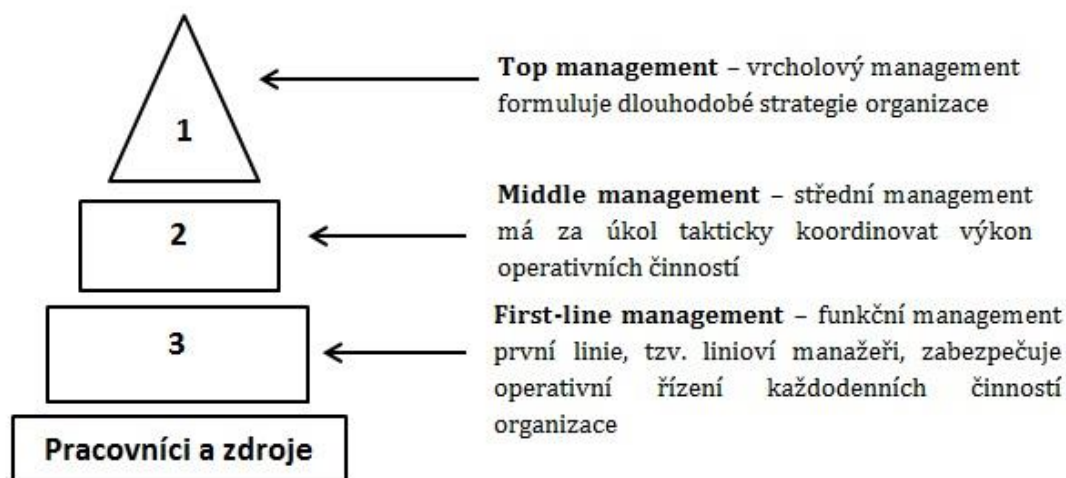 1
Top management – vrcholový management
formuluje dlouhodobé strategie organizace
2
Middle management – střední management
má za úkol takticky koordinovat výkon
operativních činností
3
First-line management – funkční management
první linie, tzv. linioví manažeři, zabezpečuje
operativní řízení každodenních činností
organizace
Pracovníci a zdroje